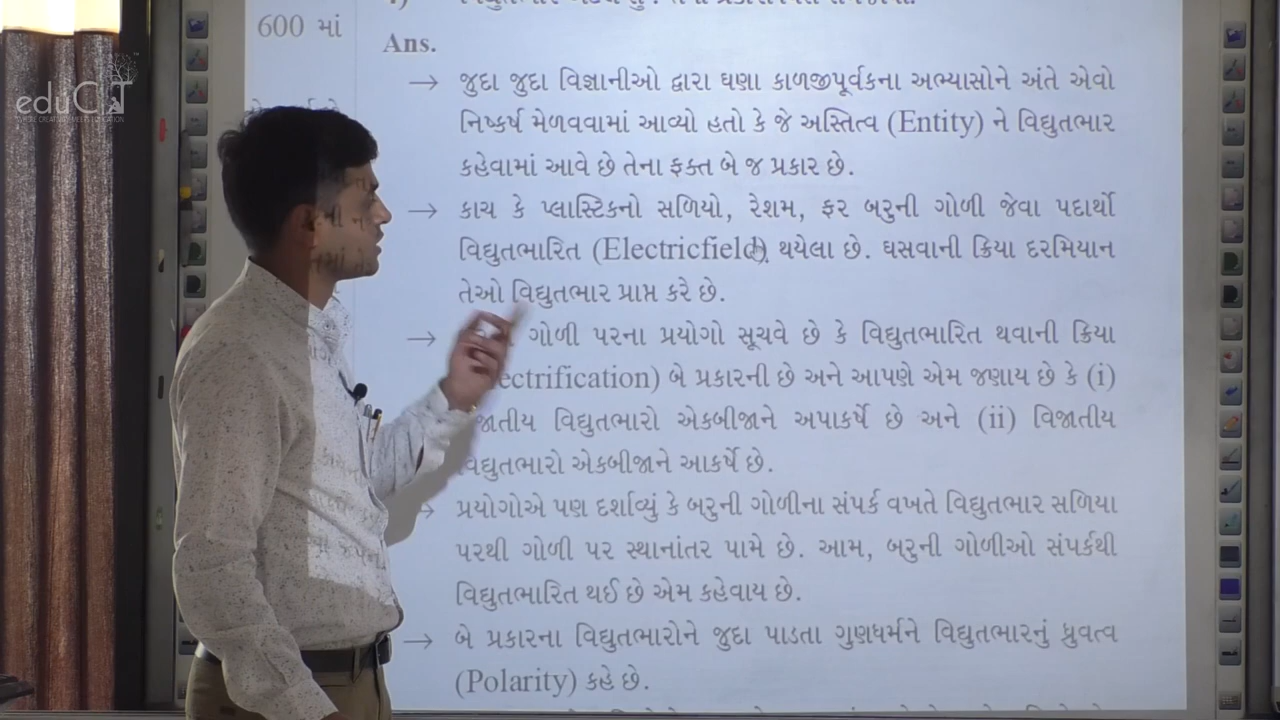 eduCAT
600 માં
Ans.
→ જુદા જુદા વિજ્ઞાનીઓ દ્વારા ઘણા કાળજીપૂર્વકના અભ્યાસોને અંતે એવો
નિષ્કર્ષ મેળવવામાં આવ્યો હતો કે જે અસ્તિત્વ (Entity) ને વિદ્યુતભાર
કહેવામાં આવે છે તેના ફક્ત બે જ પ્રકાર છે.
→ કાચ કે પ્લાસ્ટિકનો સળિયો, રેશમ, ફર બરુની ગોળી જેવા પદાર્થો
વિદ્યુતભારિત (Electricfield) થયેલા છે. ઘસવાની ક્રિયા દરમિયાન
તેઓ વિદ્યુતભાર પ્રાપ્ત કરે છે.
→ ગોળી પરના પ્રયોગો સૂચવે છે કે વિદ્યુતભારિત થવાની ક્રિયા
ectrification) બે પ્રકારની છે અને આપણે એમ જણાય છે કે (i)
જાતીય વિદ્યુતભારો એકબીજાને અપાકર્ષે છે અને (ii) વિજાતીય
વિદ્યુતભારો એકબીજાને આકર્ષે છે.
→ પ્રયોગોએ પણ દર્શાવ્યું કે બરુની ગોળીના સંપર્ક વખતે વિદ્યુતભાર સળિયા
પરથી ગોળી પર સ્થાનાંતર પામે છે. આમ, બરુની ગોળીઓ સંપર્કથી
વિદ્યુતભારિત થઈ છે એમ કહેવાય છે.
→ બે પ્રકારના વિદ્યુતભારોને જુદા પાડતા ગુણધર્મને વિદ્યુતભારનું ધ્રુવત્વ
(Polarity) કહે છે.